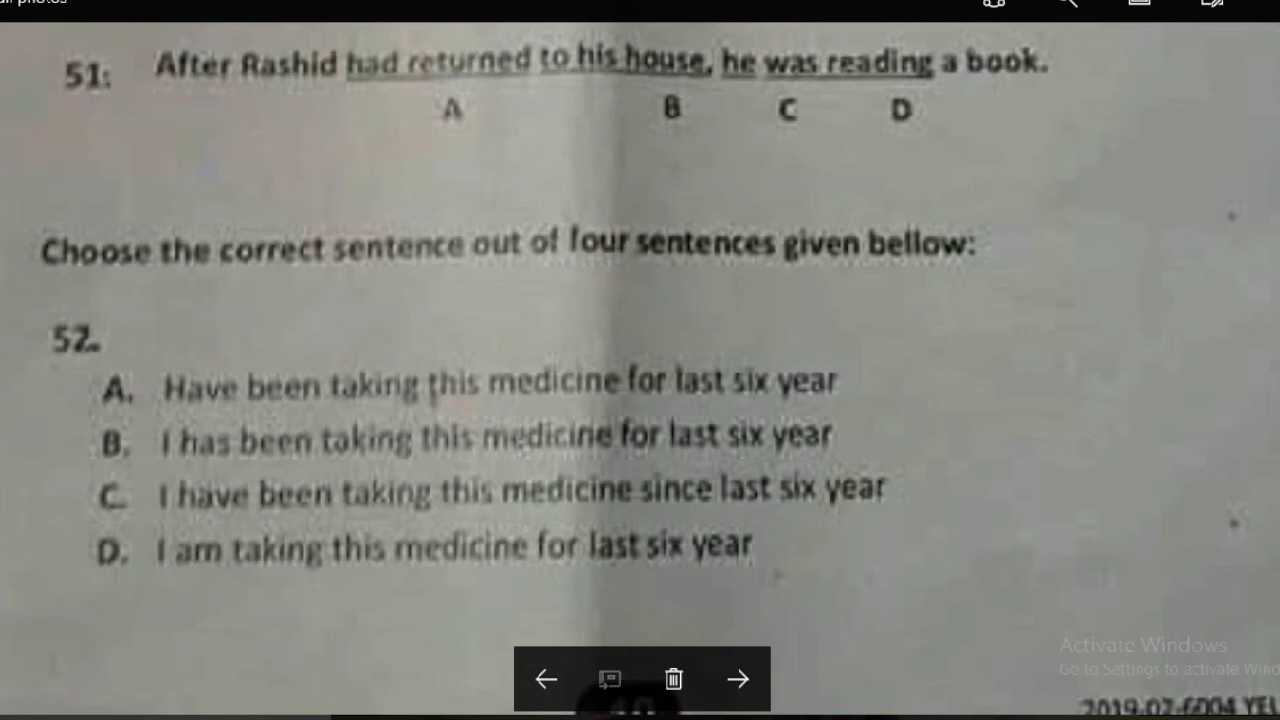 51: After Rashid had returned to his house, he was reading a book.
A B C D
Choose the correct sentence out of four sentences given bellow:
52.
A. Have been taking this medicine for last six year
B. I has been taking this medicine for last six year
C. I have been taking this medicine since last six year
D. I am taking this medicine for last six year
Activate Windows
Go to Settings to activate Wind